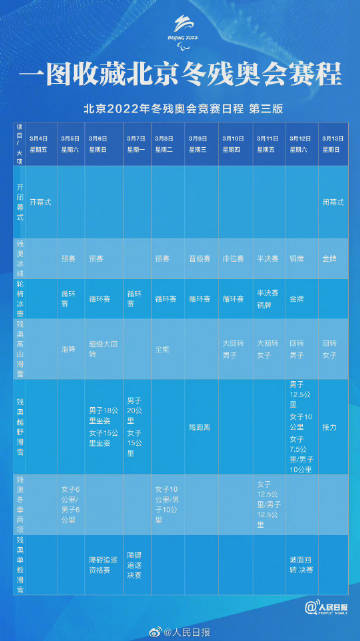 BEIJING 2022
一图收藏北京冬残奥会赛程
北京2022年冬残奥会竞赛日程 第三版
项目/大项
3月4日 星期五
3月5日 星期六
3月6日 星期日
3月7日 星期一
3月8日 星期二
3月9日 星期三
3月10日 星期四
3月11日 星期五
3月12日 星期六
3月13日 星期日
开闭幕式
开幕式
闭幕式
残奥冰球
预赛
预赛
预赛
晋级赛
排位赛
半决赛
铜牌
金牌
轮椅冰壶
循环赛
循环赛
循环赛
循环赛
循环赛
循环赛
半决赛 铜牌
金牌
残奥高山滑雪
滑降
超级大回转
全能
大回转 男子
大回转 女子
回转 男子
回转 女子
残奥越野滑雪
男子18公里坐姿
女子15公里坐姿
男子20公里
女子15公里
短距离
男子12.5公里
女子10公里
女子7.5公里/男子10公里
接力
残奥冬季两项
女子6公里/男子6公里
女子10公里/男子10公里
女子12.5公里/男子12.5公里
残奥单板滑雪
障碍追逐 资格赛
障碍追逐 决赛
坡面回转 决赛
人民日报
PEOPLE'S DAILY
@人民日报